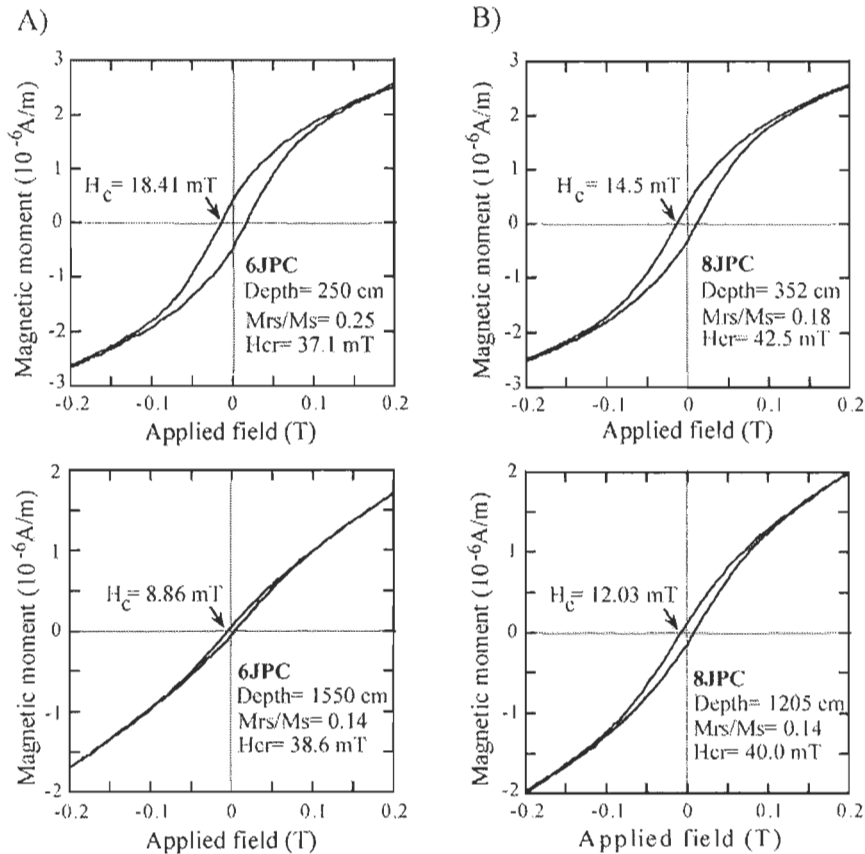 A)
B)
Magnetic moment (10⁻⁶A/m)
3
2
1
0
-1
-2
-3
H_c= 18.41 mT
6JPC
Depth= 250 cm
Mrs/Ms= 0.25
Hcr= 37.1 mT
-0.2
-0.1
0
0.1
0.2
Applied field (T)
Magnetic moment (10⁻⁶A/m)
3
2
1
0
-1
-2
-3
H_c= 14.5 mT
8JPC
Depth= 352 cm
Mrs/Ms= 0.18
Hcr= 42.5 mT
-0.2
-0.1
0
0.1
0.2
Applied field (T)
Magnetic moment (10⁻⁶A/m)
2
1
0
-1
-2
H_c= 8.86 mT
6JPC
Depth= 1550 cm
Mrs/Ms= 0.14
Hcr= 38.6 mT
-0.2
-0.1
0
0.1
0.2
Applied field (T)
Magnetic moment (10⁻⁶A/m)
2
1
0
-1
-2
H_c= 12.03 mT
8JPC
Depth= 1205 cm
Mrs/Ms= 0.14
Hcr= 40.0 mT
-0.2
-0.1
0
0.1
0.2
Applied field (T)